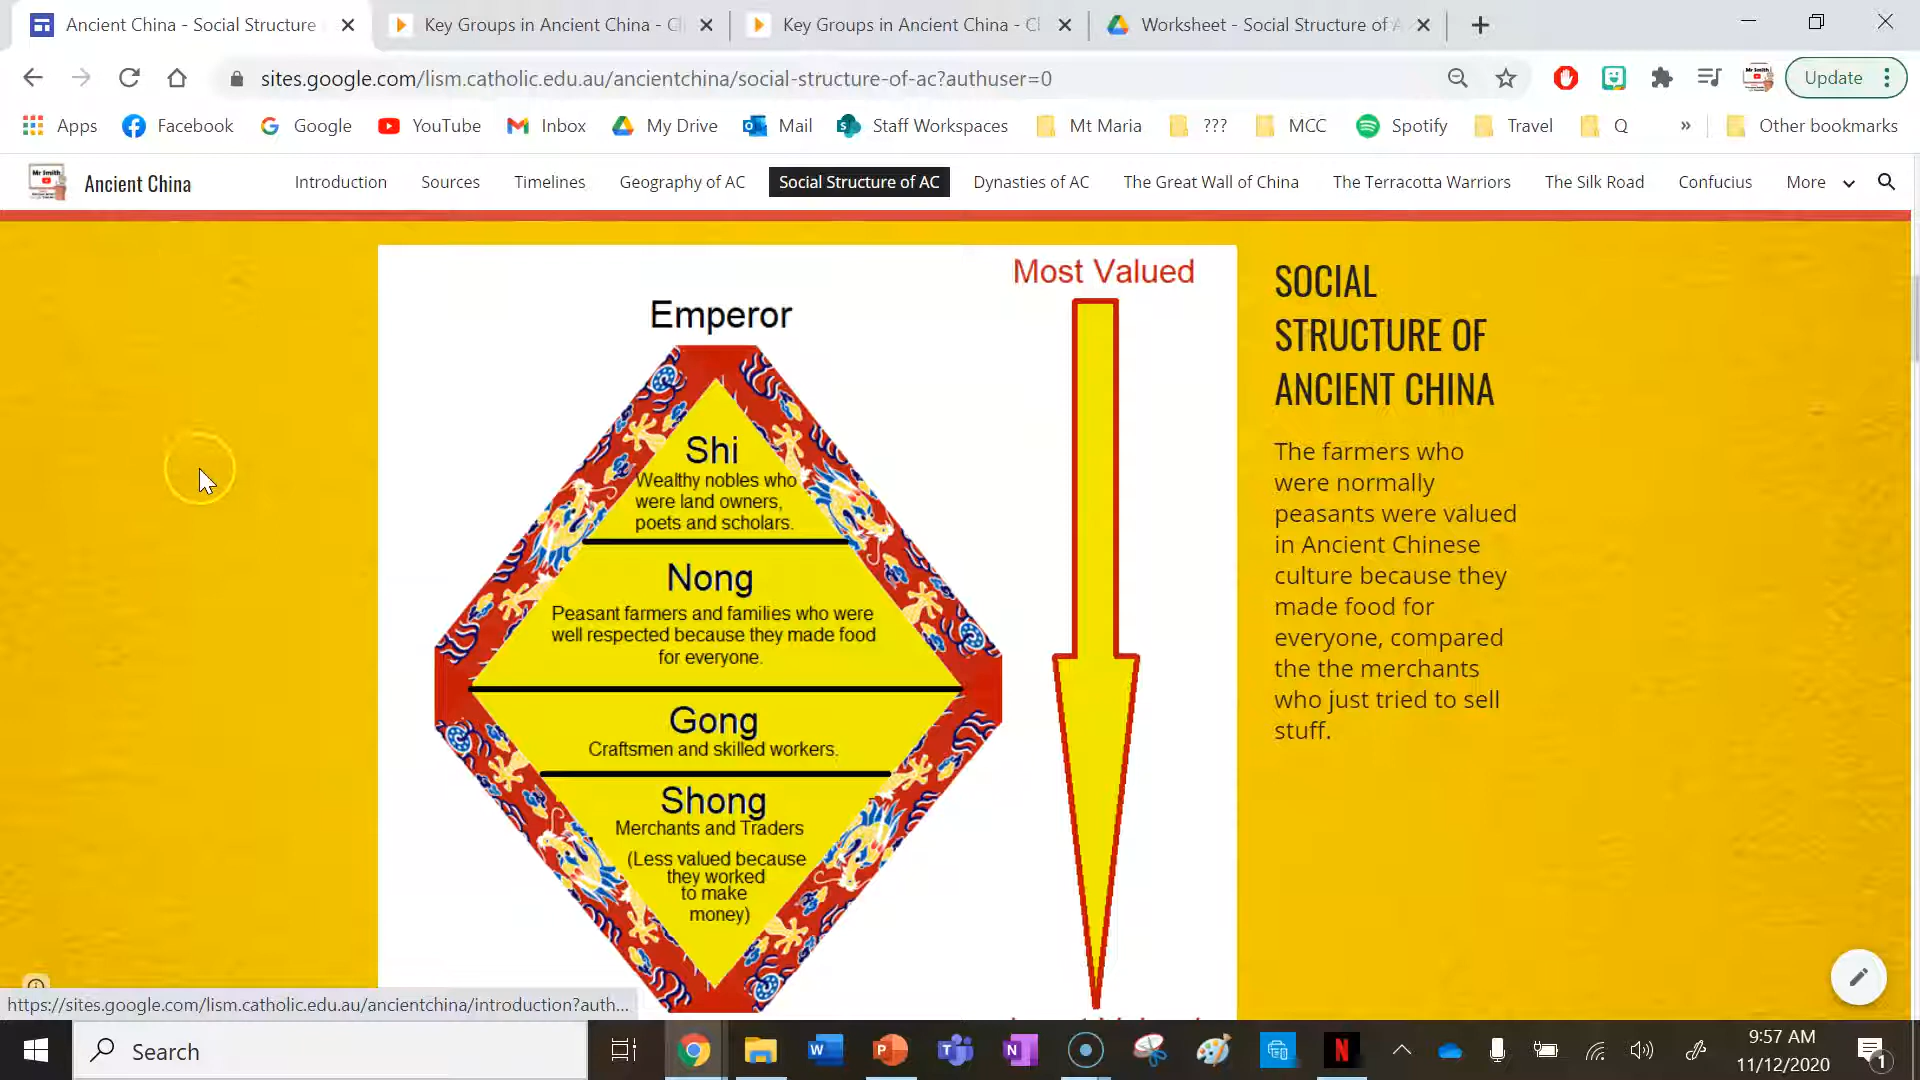 Ancient China - Social Structure
Key Groups in Ancient China - Cl
Key Groups in Ancient China - Cl
Worksheet - Social Structure of A
sites.google.com/lism.catholic.edu.au/ancientchina/social-structure-of-ac?authuser=0
Update
Apps
Facebook
Google
YouTube
Inbox
My Drive
Mail
Staff Workspaces
Mt Maria
???
MCC
Spotify
Travel
Q
»
Other bookmarks
Mr Smith
Ancient China
Introduction
Sources
Timelines
Geography of AC
Social Structure of AC
Dynasties of AC
The Great Wall of China
The Terracotta Warriors
The Silk Road
Confucius
More
Most Valued
Emperor
Shi
Wealthy nobles who
were land owners,
poets and scholars.
Nong
Peasant farmers and families who were
well respected because they made food
for everyone.
Gong
Craftsmen and skilled workers.
Shong
Merchants and Traders
(Less valued because
they worked
to make
money)
SOCIAL
STRUCTURE OF
ANCIENT CHINA
The farmers who
were normally
peasants were valued
in Ancient Chinese
culture because they
made food for
everyone, compared
the the merchants
who just tried to sell
stuff.
https://sites.google.com/lism.catholic.edu.au/ancientchina/introduction?auth...
Search
9:57 AM
11/12/2020
1